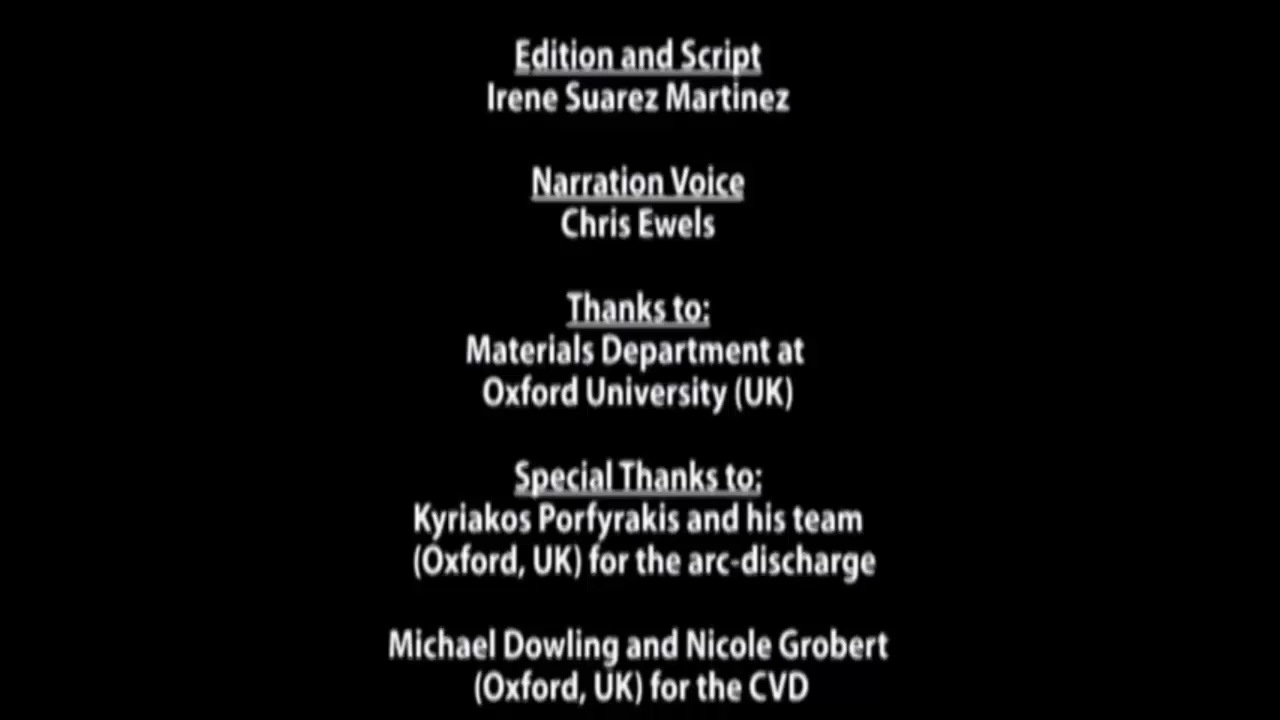 Edition and Script
Irene Suarez Martinez
Narration Voice
Chris Ewels
Thanks to:
Materials Department at
Oxford University (UK)
Special Thanks to:
Kyriakos Porfyrakis and his team
(Oxford, UK) for the arc-discharge
Michael Dowling and Nicole Grobert
(Oxford, UK) for the CVD